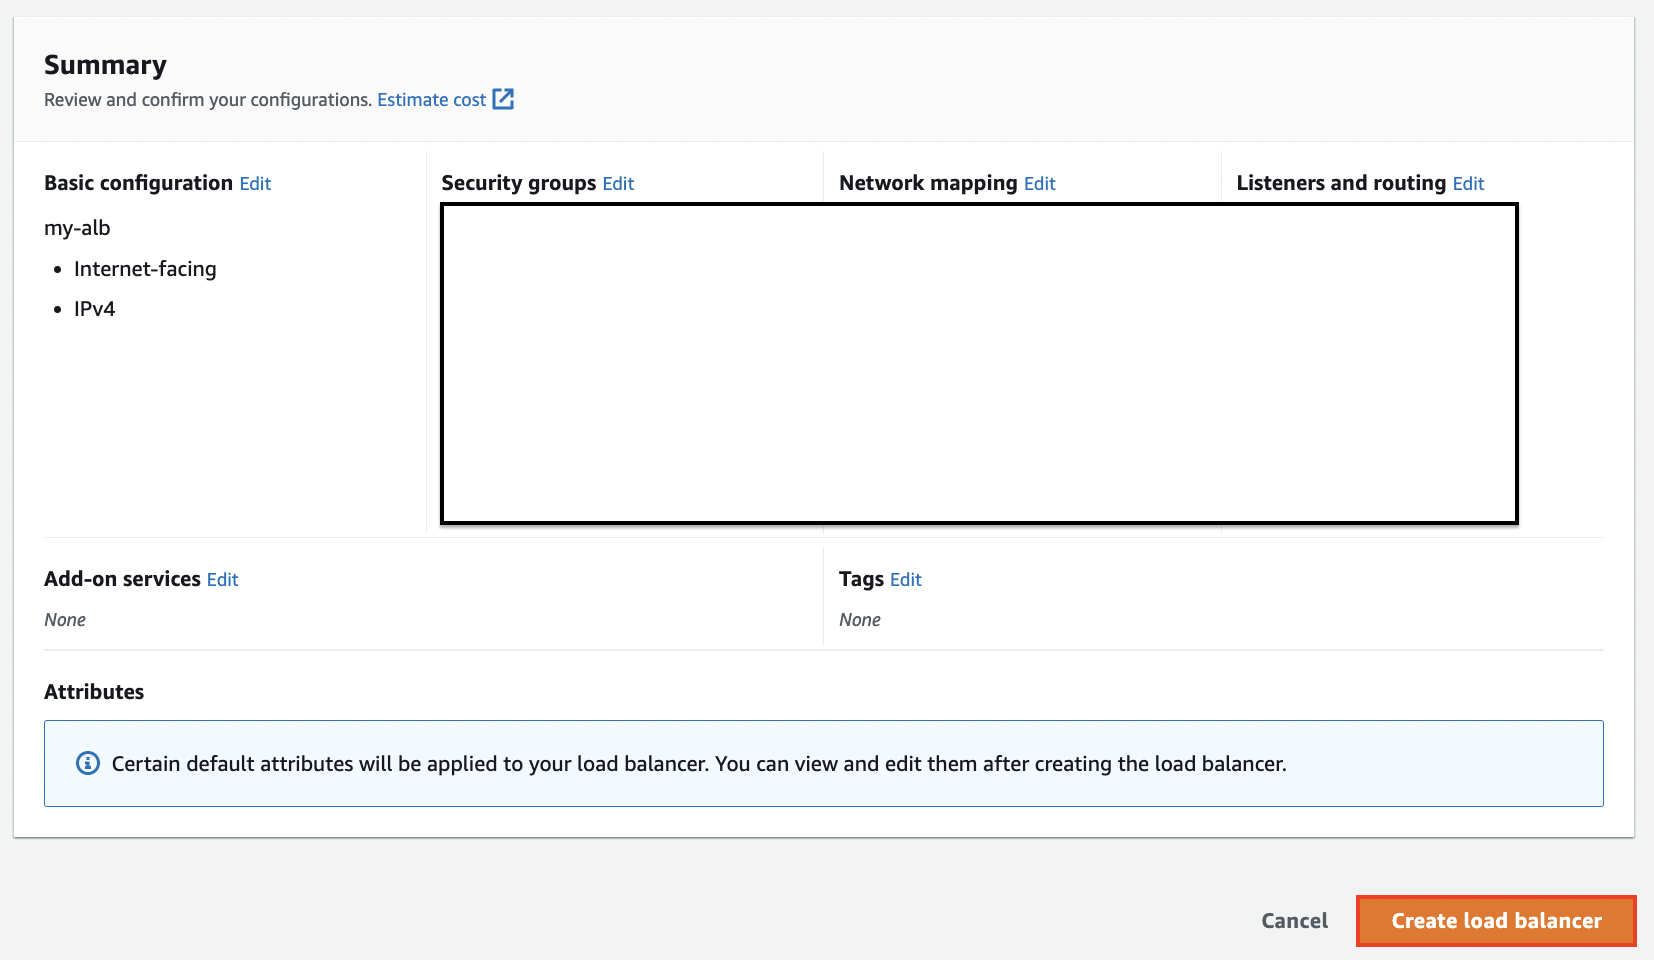 Summary
Review and confirm your configurations. Estimate cost
Basic configuration Edit
my-alb
• Internet-facing
• IPv4
Security groups Edit
Network mapping Edit
Listeners and routing Edit
Add-on services Edit
None
Tags Edit
None
Attributes
Certain default attributes will be applied to your load balancer. You can view and edit them after creating the load balancer.
Cancel
Create load balancer